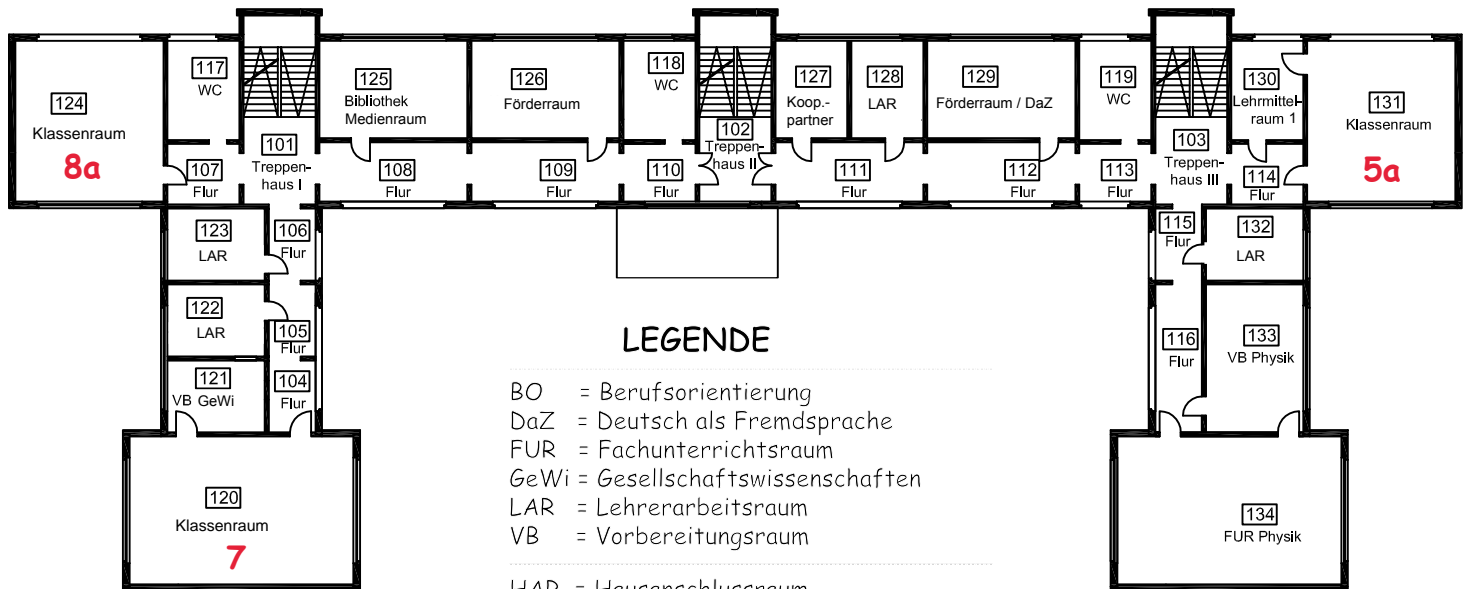 124
Klassenraum
8a
117
WC
107
Flur
101
Treppen-
haus I
125
Bibliothek
Medienraum
108
Flur
126
Förderraum
109
Flur
118
WC
110
Flur
102
Treppen-
haus II
127
Koop.-
partner
128
LAR
111
Flur
129
Förderraum / DaZ
112
Flur
119
WC
113
Flur
103
Treppen-
haus III
130
Lehrmittel-
raum 1
114
Flur
131
Klassenraum
5a
123
LAR
106
Flur
122
LAR
105
Flur
121
VB GeWi
104
Flur
120
Klassenraum
7
115
Flur
132
LAR
116
Flur
133
VB Physik
134
FUR Physik
LEGENDE
BO = Berufsorientierung
DaZ = Deutsch als Fremdsprache
FUR = Fachunterrichtsraum
GeWi = Gesellschaftswissenschaften
LAR = Lehrerarbeitsraum
VB = Vorbereitungsraum
HAR = Hausanschlussraum